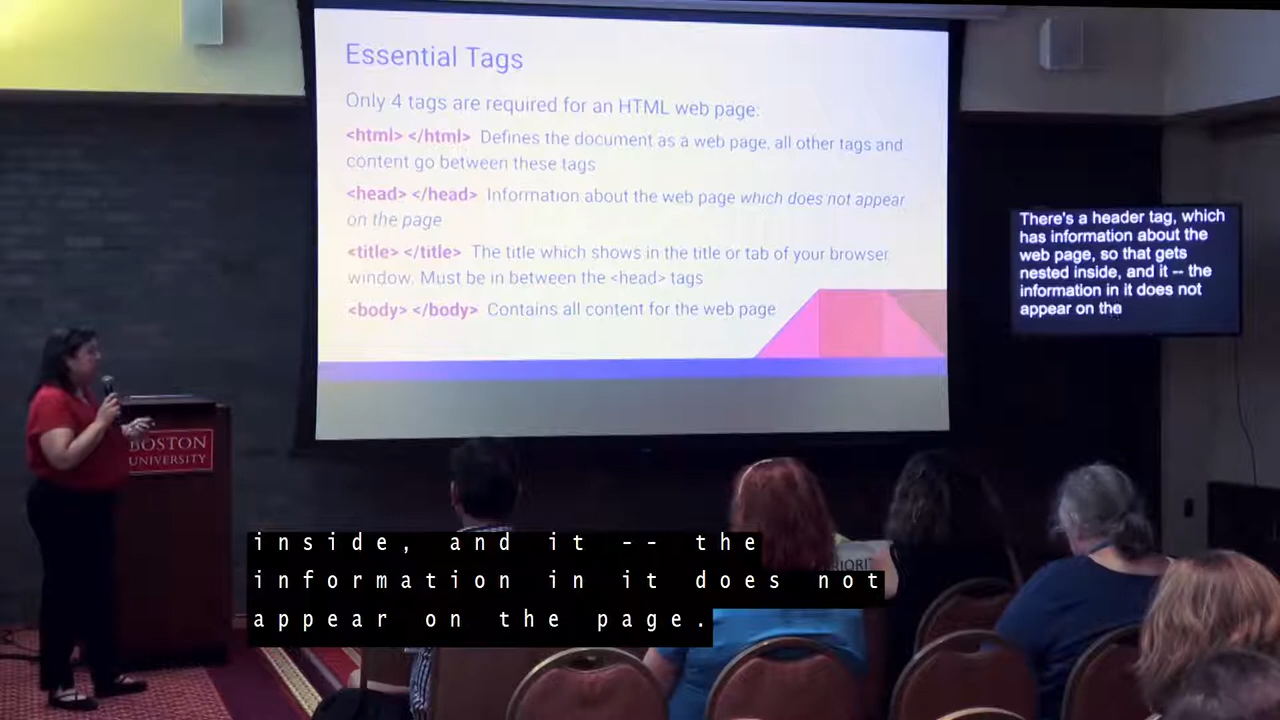 Essential Tags
Only 4 tags are required for an HTML web page:
<html> </html> Defines the document as a web page, all other tags and
content go between these tags
<head> </head> Information about the web page which does not appear
on the page
<title> </title> The title which shows in the title or tab of your browser
window. Must be in between the <head> tags
<body> </body> Contains all content for the web page
There's a header tag, which
has information about the
web page, so that gets
nested inside, and it -- the
information in it does not
appear on the
BOSTON
UNIVERSITY
inside, and it -- the
information in it does not
appear on the page.